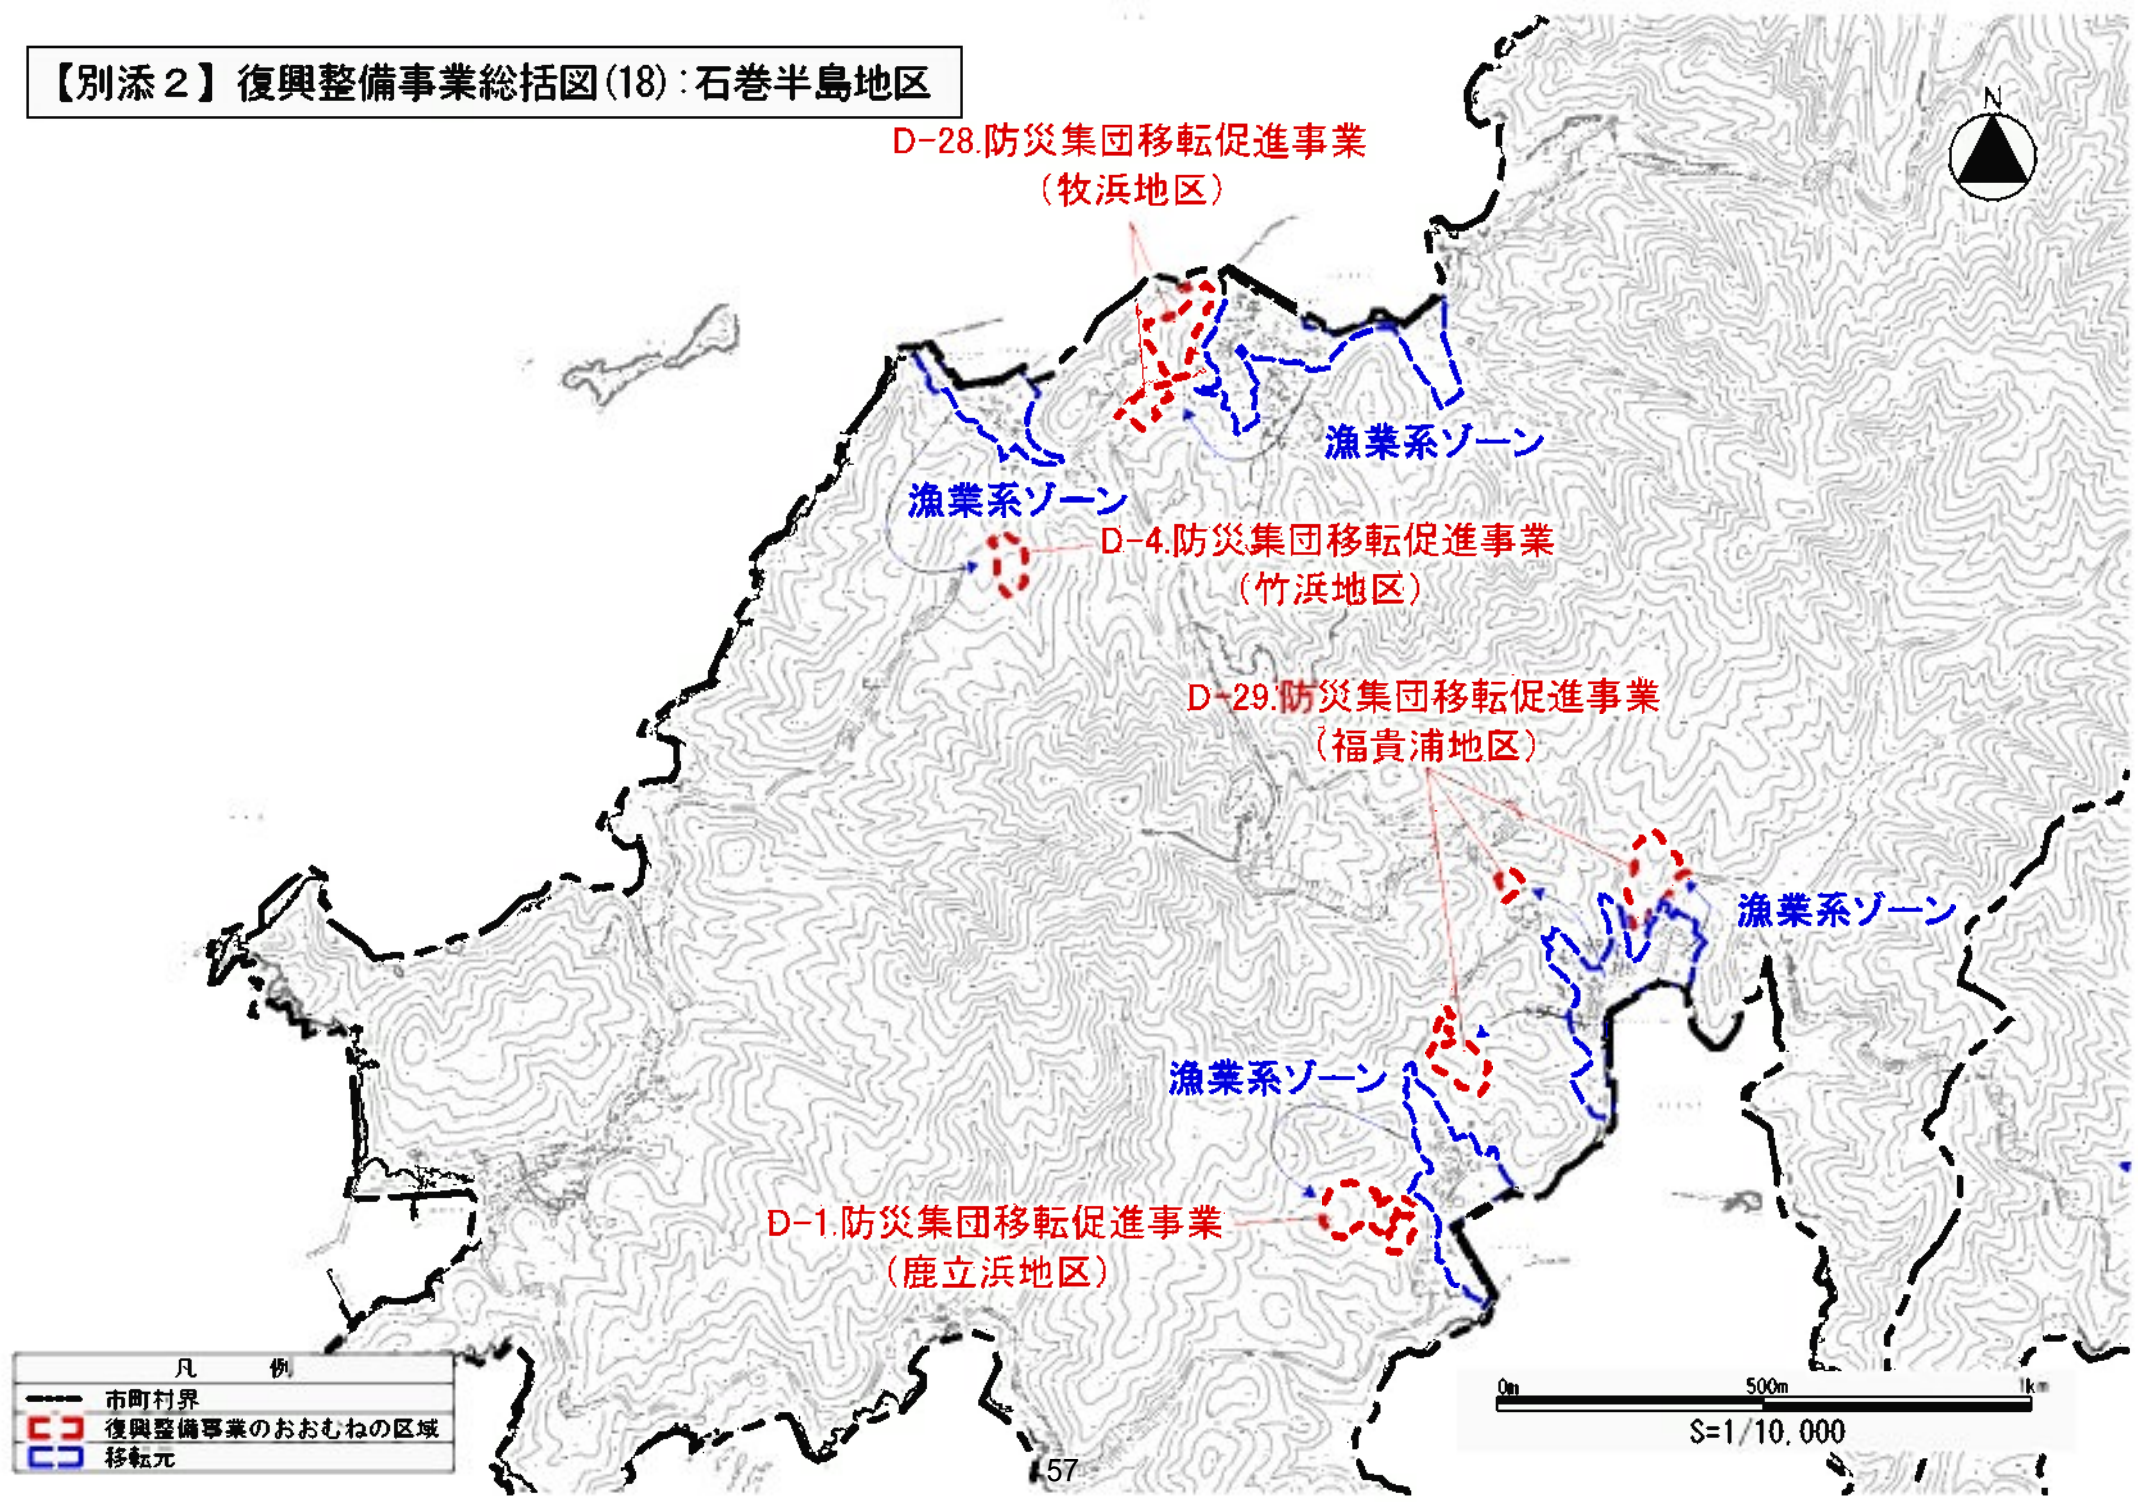 【別添２】復興整備事業総括図(18):石巻半島地区
N
D-28.防災集団移転促進事業
(牧浜地区)
漁業系ゾーン
漁業系ゾーン
D-4.防災集団移転促進事業
(竹浜地区)
D-29.防災集団移転促進事業
(福貴浦地区)
漁業系ゾーン
漁業系ゾーン
D-1.防災集団移転促進事業
(鹿立浜地区)
凡 例
市町村界
復興整備事業のおおむねの区域
移転元
0m 500m 1km
S=1/10,000
57